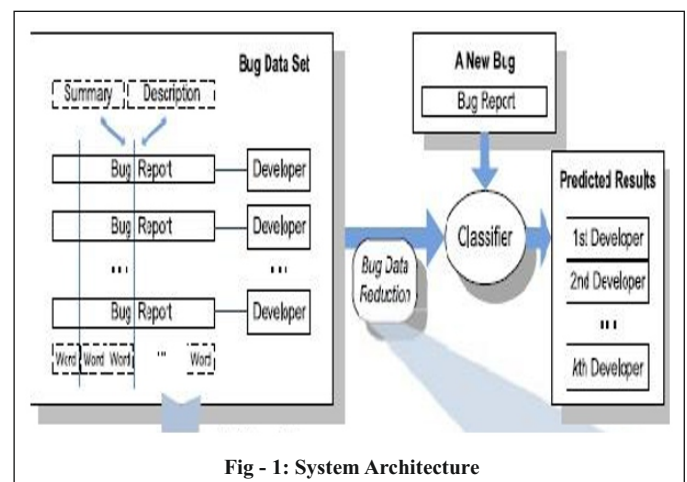 Bug Data Set
Summary
Description
Bug Report
Developer
Bug Report
Developer
...
...
Bug Report
Developer
Word
Word
Word
...
Word
A New Bug
Bug Report
Bug Data
Reduction
Classifier
Predicted Results
1st Developer
2nd Developer
...
kth Developer
Fig - 1: System Architecture